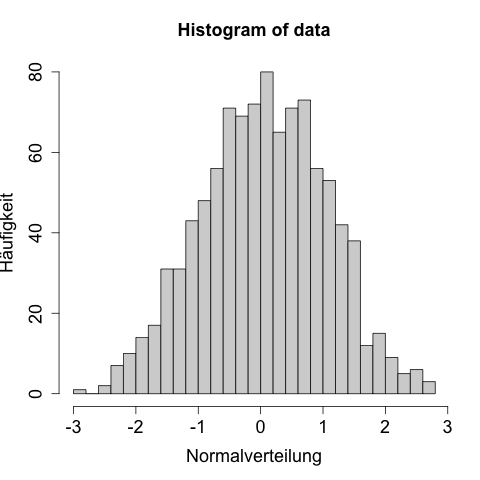 Histogram of data
Häufigkeit
80
60
40
20
0
-3 -2 -1 0 1 2 3
Normalverteilung